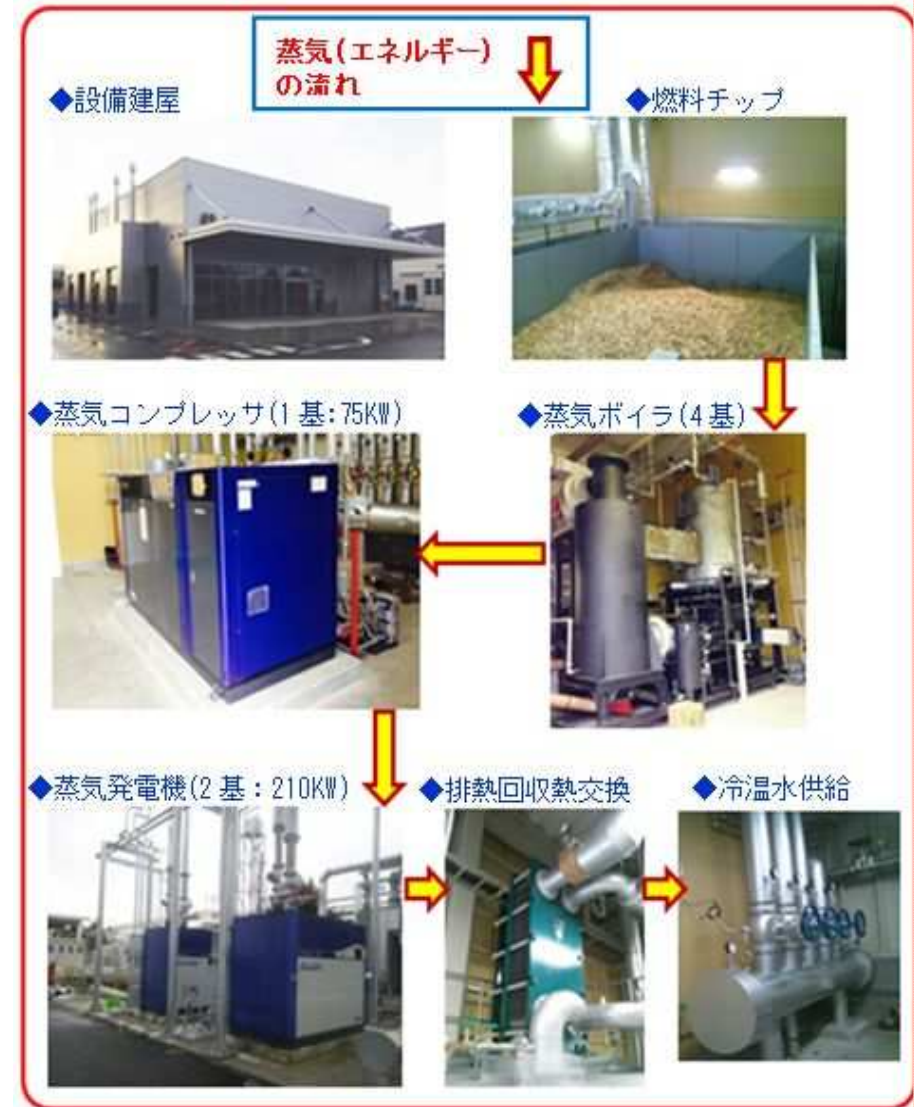 蒸気(エネルギー)
の流れ
◆設備建屋
◆燃料チップ
◆蒸気コンプレッサ(1基:75KW)
◆蒸気ボイラ(4基)
◆蒸気発電機(2基:210KW)
◆排熱回収熱交換
◆冷温水供給